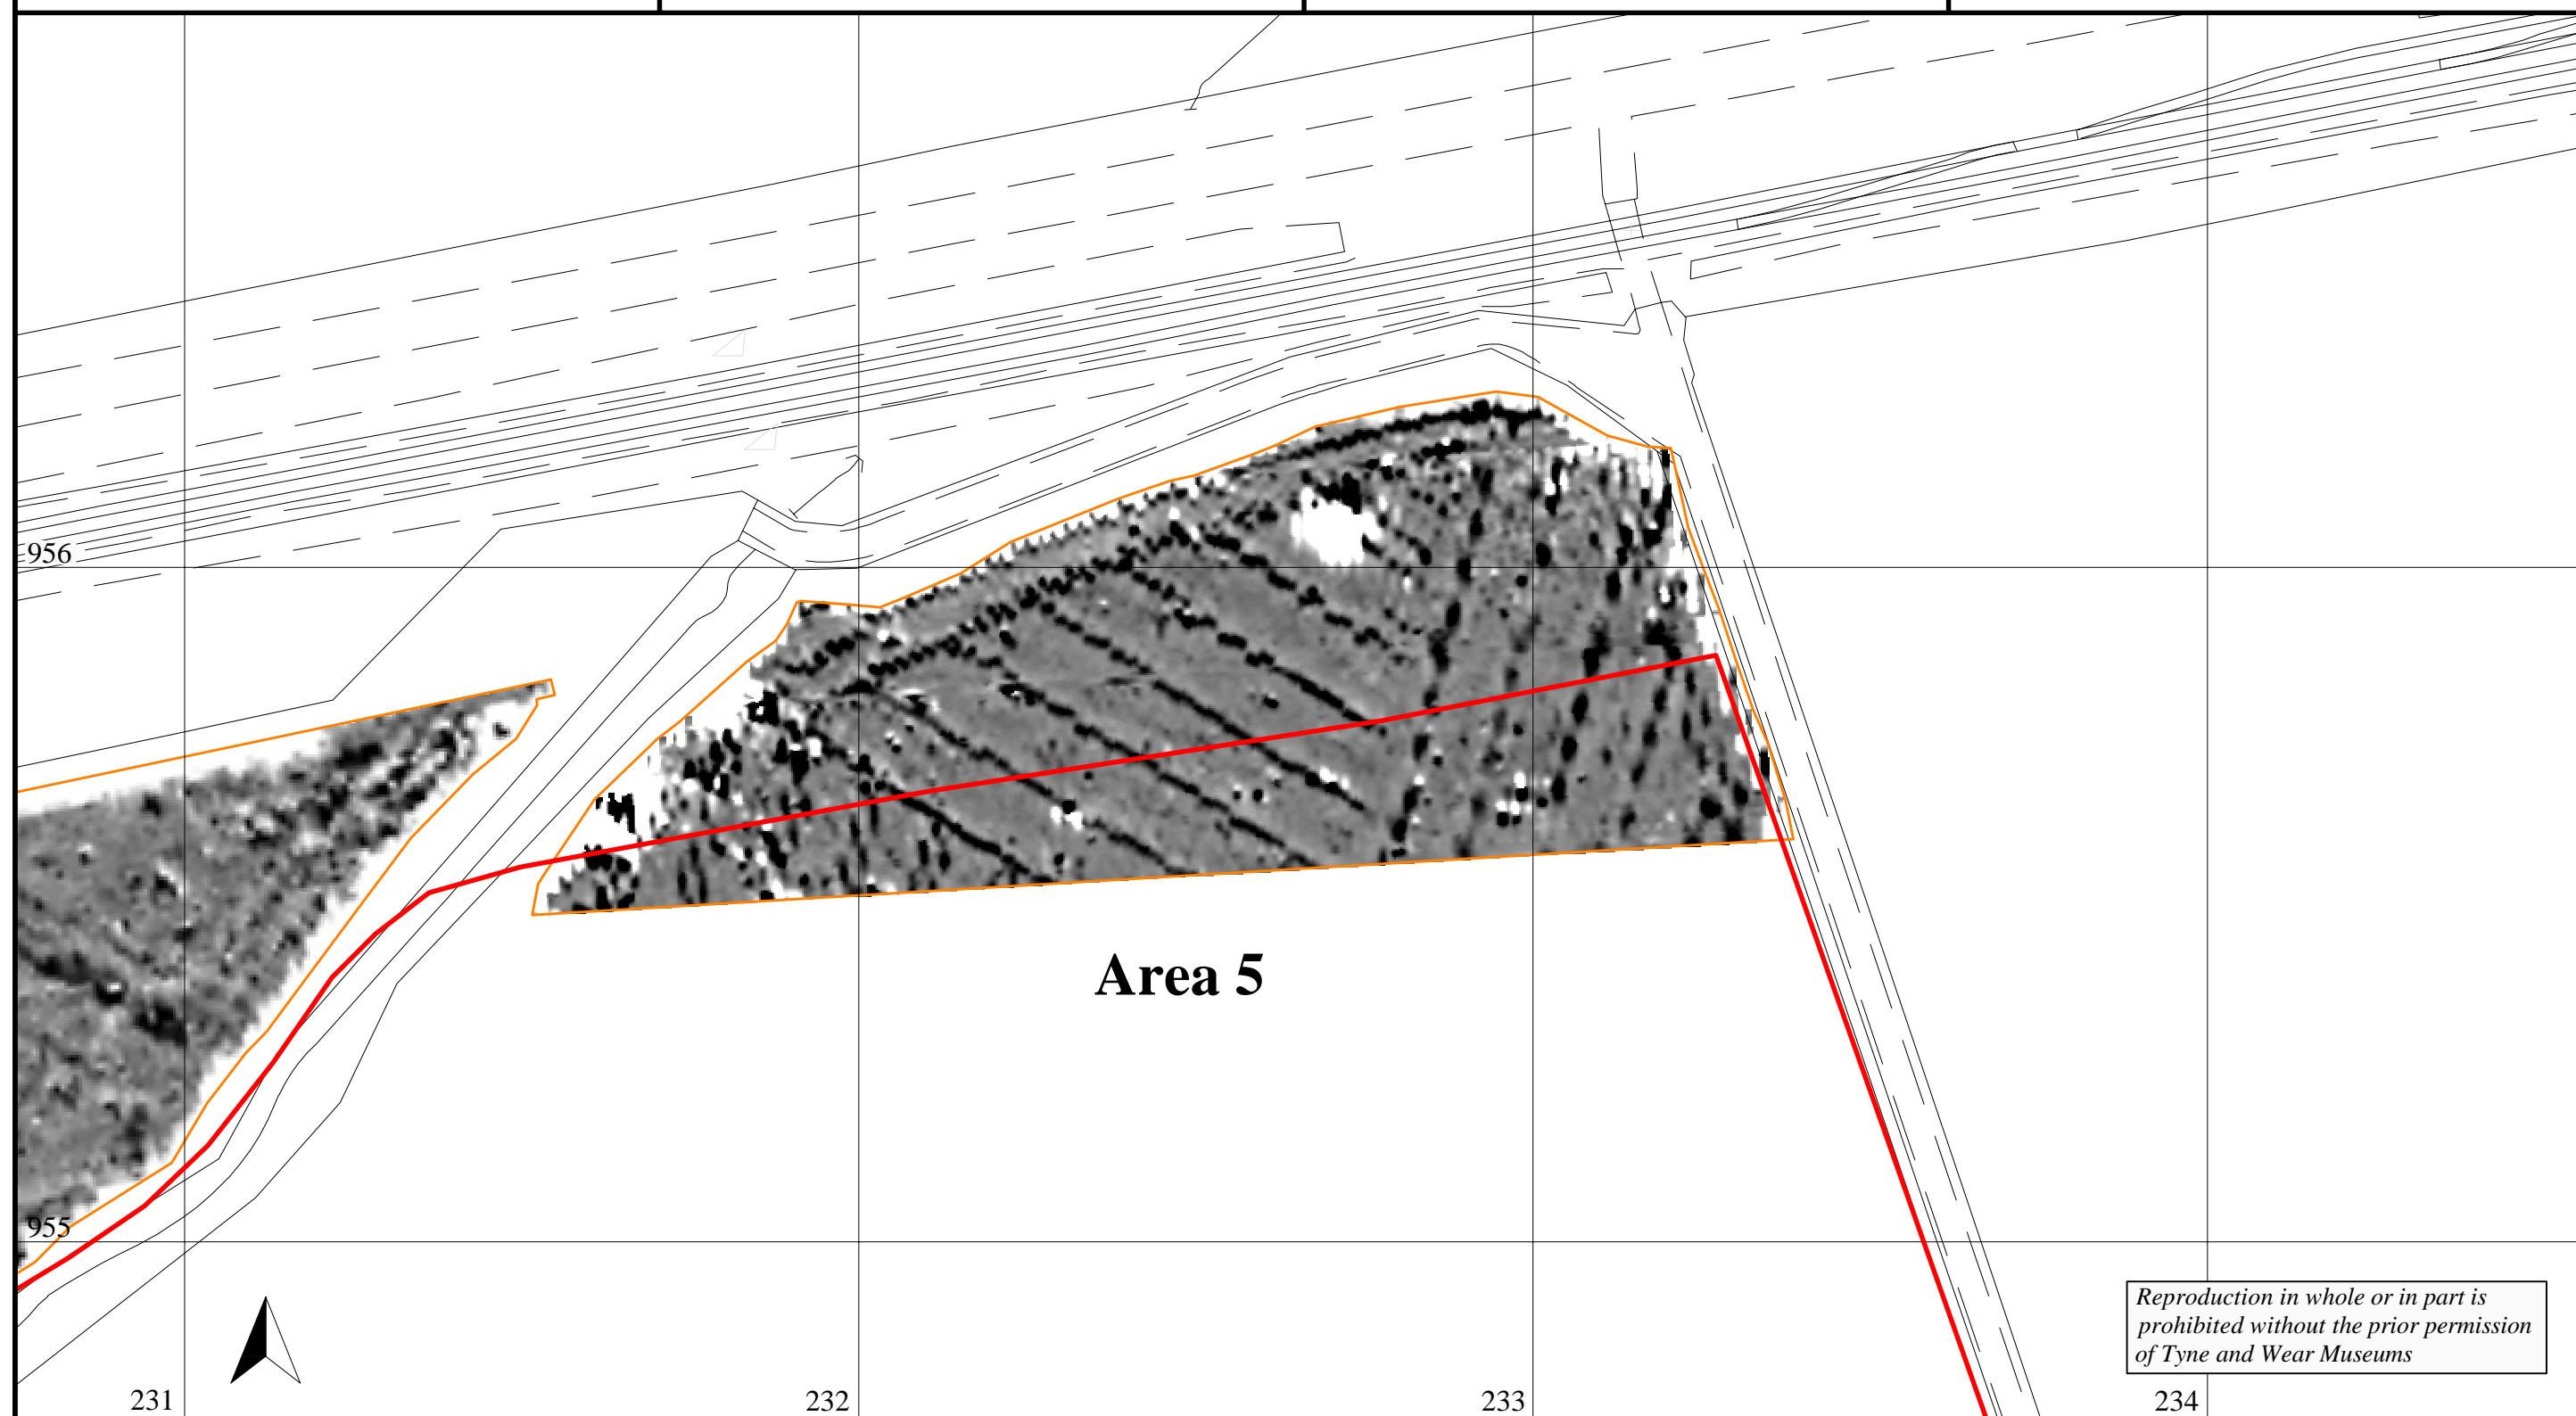 956
Area 5
955
Reproduction in whole or in part is
prohibited without the prior permission
of Tyne and Wear Museums
231
232
233
234